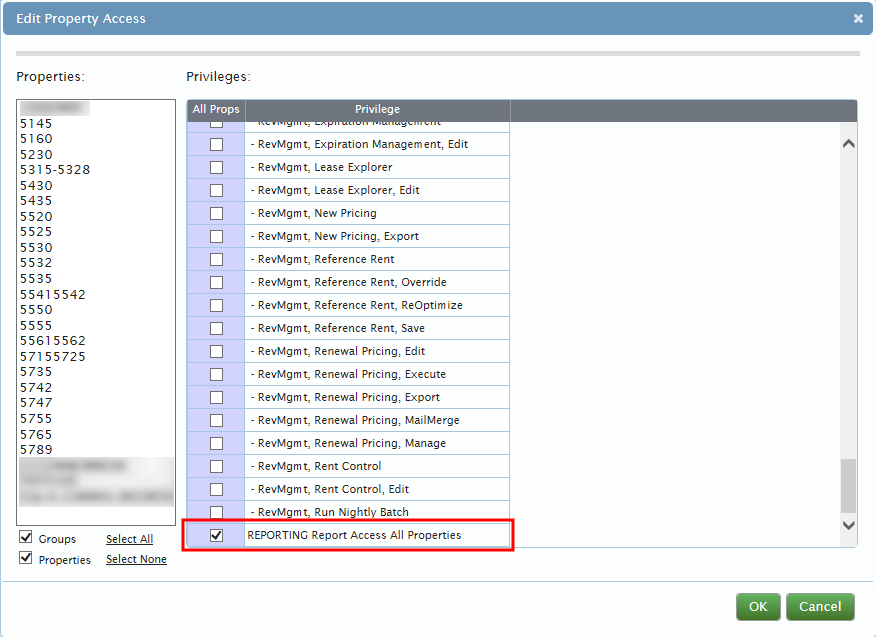 Edit Property Access
Properties:
Privileges:
5145
5160
5230
5315-5328
5430
5435
5520
5525
5530
5532
5535
55415542
5550
5555
55615562
57155725
5735
5742
5747
5755
5765
5789
Groups Select All
Properties Select None
All Props Privilege
- RevMgmt, Expiration Management
- RevMgmt, Expiration Management, Edit
- RevMgmt, Lease Explorer
- RevMgmt, Lease Explorer, Edit
- RevMgmt, New Pricing
- RevMgmt, New Pricing, Export
- RevMgmt, Reference Rent
- RevMgmt, Reference Rent, Override
- RevMgmt, Reference Rent, ReOptimize
- RevMgmt, Reference Rent, Save
- RevMgmt, Renewal Pricing, Edit
- RevMgmt, Renewal Pricing, Execute
- RevMgmt, Renewal Pricing, Export
- RevMgmt, Renewal Pricing, MailMerge
- RevMgmt, Renewal Pricing, Manage
- RevMgmt, Rent Control
- RevMgmt, Rent Control, Edit
- RevMgmt, Run Nightly Batch
REPORTING Report Access All Properties
OK Cancel